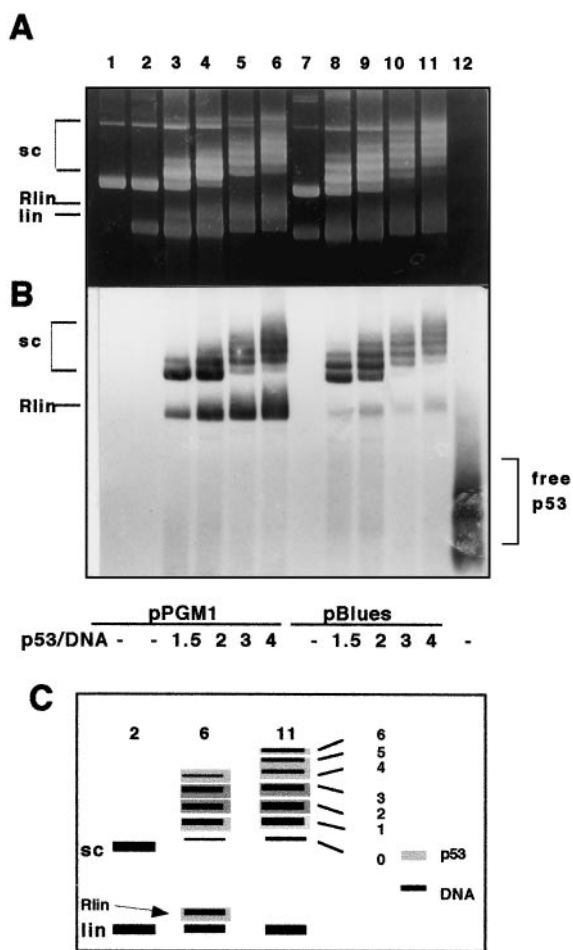 A
1 2 3 4 5 6 7 8 9 10 11 12
sc
Rlin
lin
B
sc
Rlin
free
p53
pPGM1 pBlues
p53/DNA - - 1.5 2 3 4 - 1.5 2 3 4 -
C
2 6 11
6
5
4
3
2
1
0
sc
p53
Rlin
DNA
lin